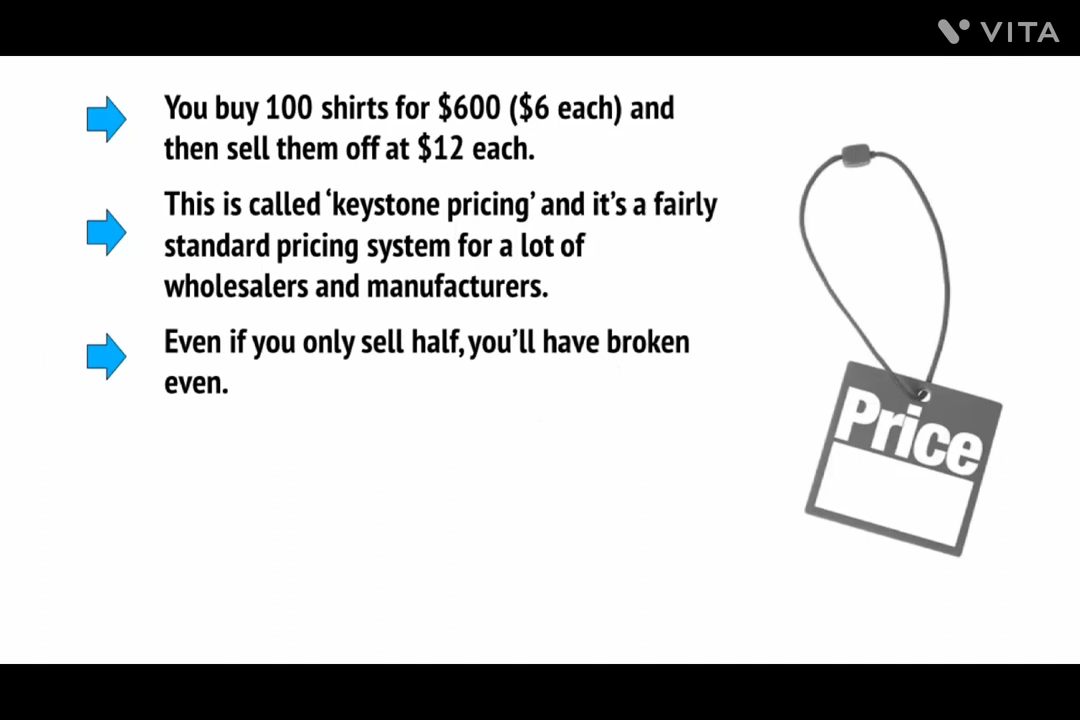 VITA
You buy 100 shirts for $600 ($6 each) and
then sell them off at $12 each.
This is called ‘keystone pricing’ and it’s a fairly
standard pricing system for a lot of
wholesalers and manufacturers.
Even if you only sell half, you’ll have broken
even.
Price